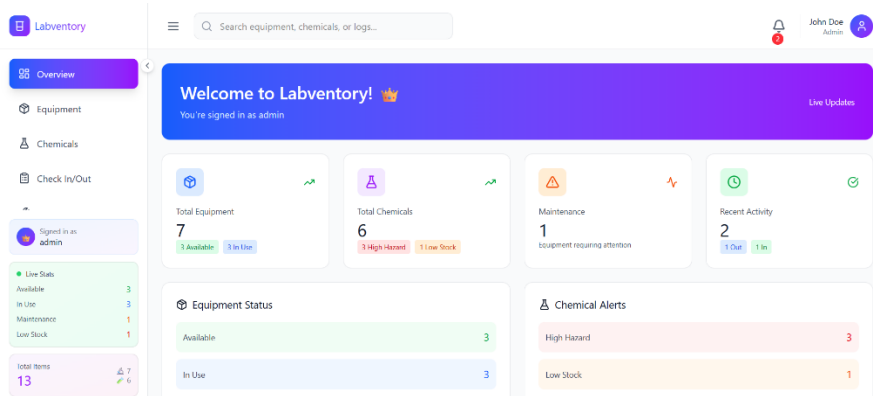 Labventory
Search equipment, chemicals, or logs...
2
John Doe
Admin
Overview
Equipment
Chemicals
Check In/Out
Signed in as
admin
Live Stats
Available 3
In Use 3
Maintenance 1
Low Stock 1
Total Items
13
7
6
Welcome to Labventory!
You're signed in as admin
Live Updates
Total Equipment
7
3 Available 3 In Use
Total Chemicals
6
3 High Hazard 1 Low Stock
Maintenance
1
Equipment requiring attention
Recent Activity
2
1 Out 1 In
Equipment Status
Available 3
In Use 3
Chemical Alerts
High Hazard 3
Low Stock 1